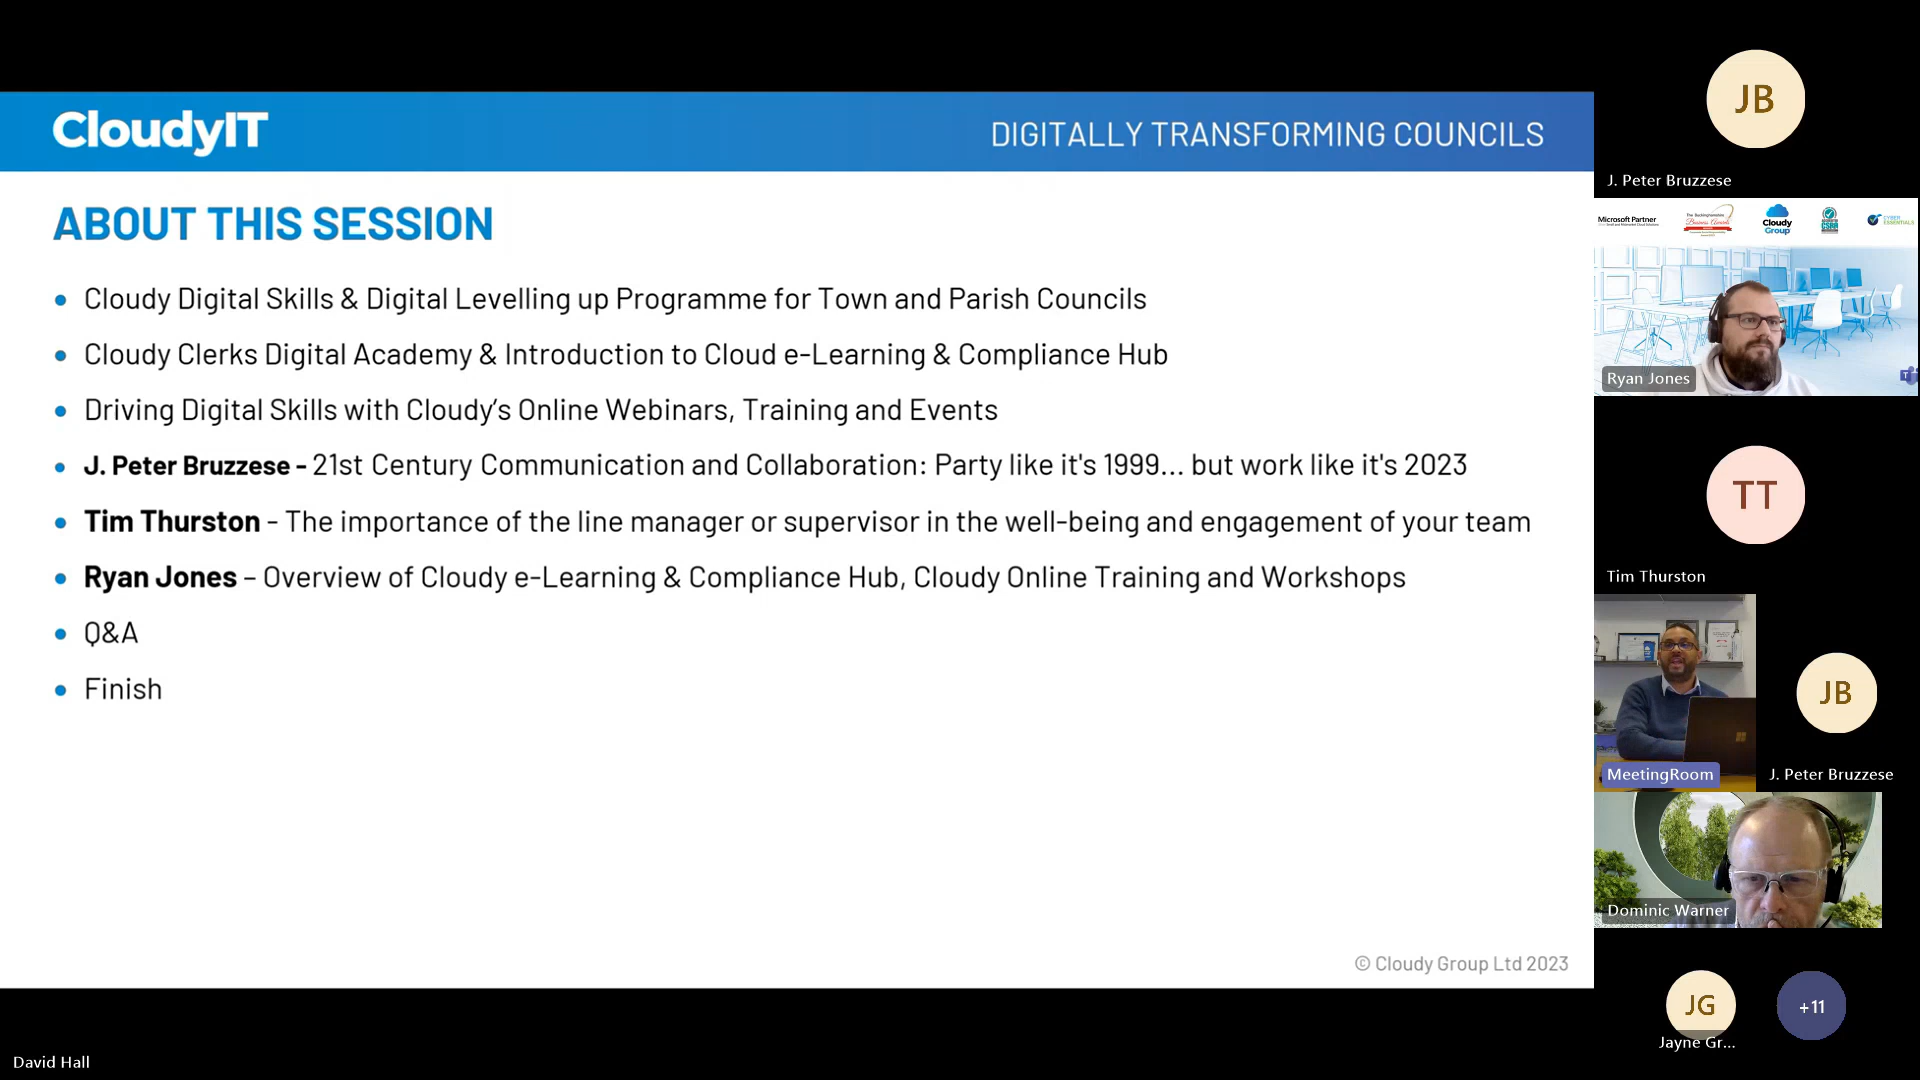 CloudyIT
DIGITALLY TRANSFORMING COUNCILS
ABOUT THIS SESSION
Cloudy Digital Skills & Digital Levelling up Programme for Town and Parish Councils
Cloudy Clerks Digital Academy & Introduction to Cloud e-Learning & Compliance Hub
Driving Digital Skills with Cloudy’s Online Webinars, Training and Events
J. Peter Bruzzese - 21st Century Communication and Collaboration: Party like it's 1999... but work like it's 2023
Tim Thurston - The importance of the line manager or supervisor in the well-being and engagement of your team
Ryan Jones – Overview of Cloudy e-Learning & Compliance Hub, Cloudy Online Training and Workshops
Q&A
Finish
© Cloudy Group Ltd 2023
David Hall
JB
J. Peter Bruzzese
Microsoft Partner
Business Awards
Cloudy
Group
CYBER
ESSENTIALS
Ryan Jones
TT
Tim Thurston
MeetingRoom
JB
J. Peter Bruzzese
Dominic Warner
JG
Jayne Gr...
+11